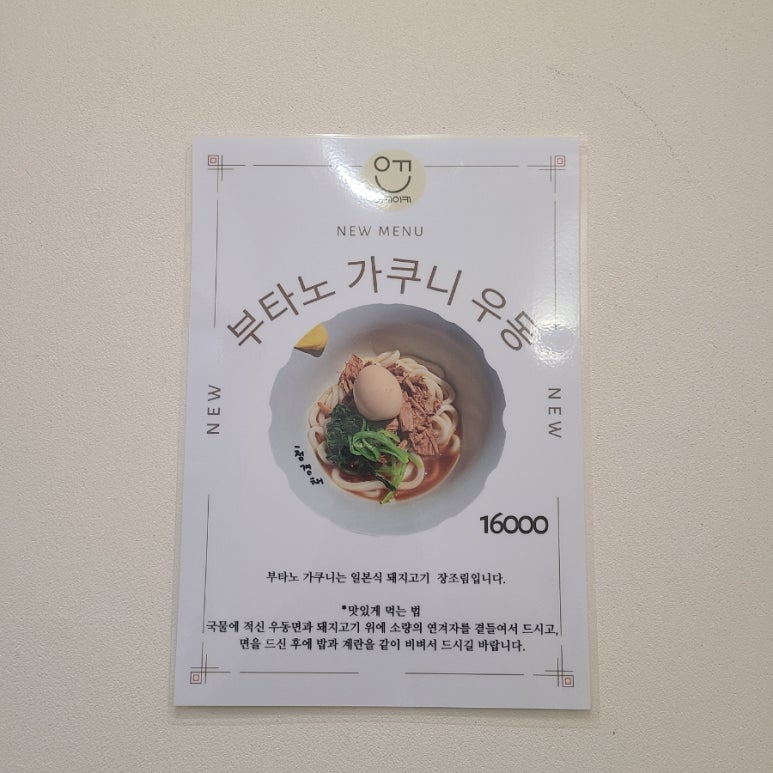 NEW MENU
부타노 가쿠니 우동
NEW
NEW
16000
부타노 가쿠니는 일본식 돼지고기 장조림입니다.
*맛있게 먹는 법
국물에 적신 우동면과 돼지고기 위에 소량의 연겨자를 곁들여서 드시고,
면을 드신 후에 밥과 계란을 같이 비벼서 드시길 바랍니다.